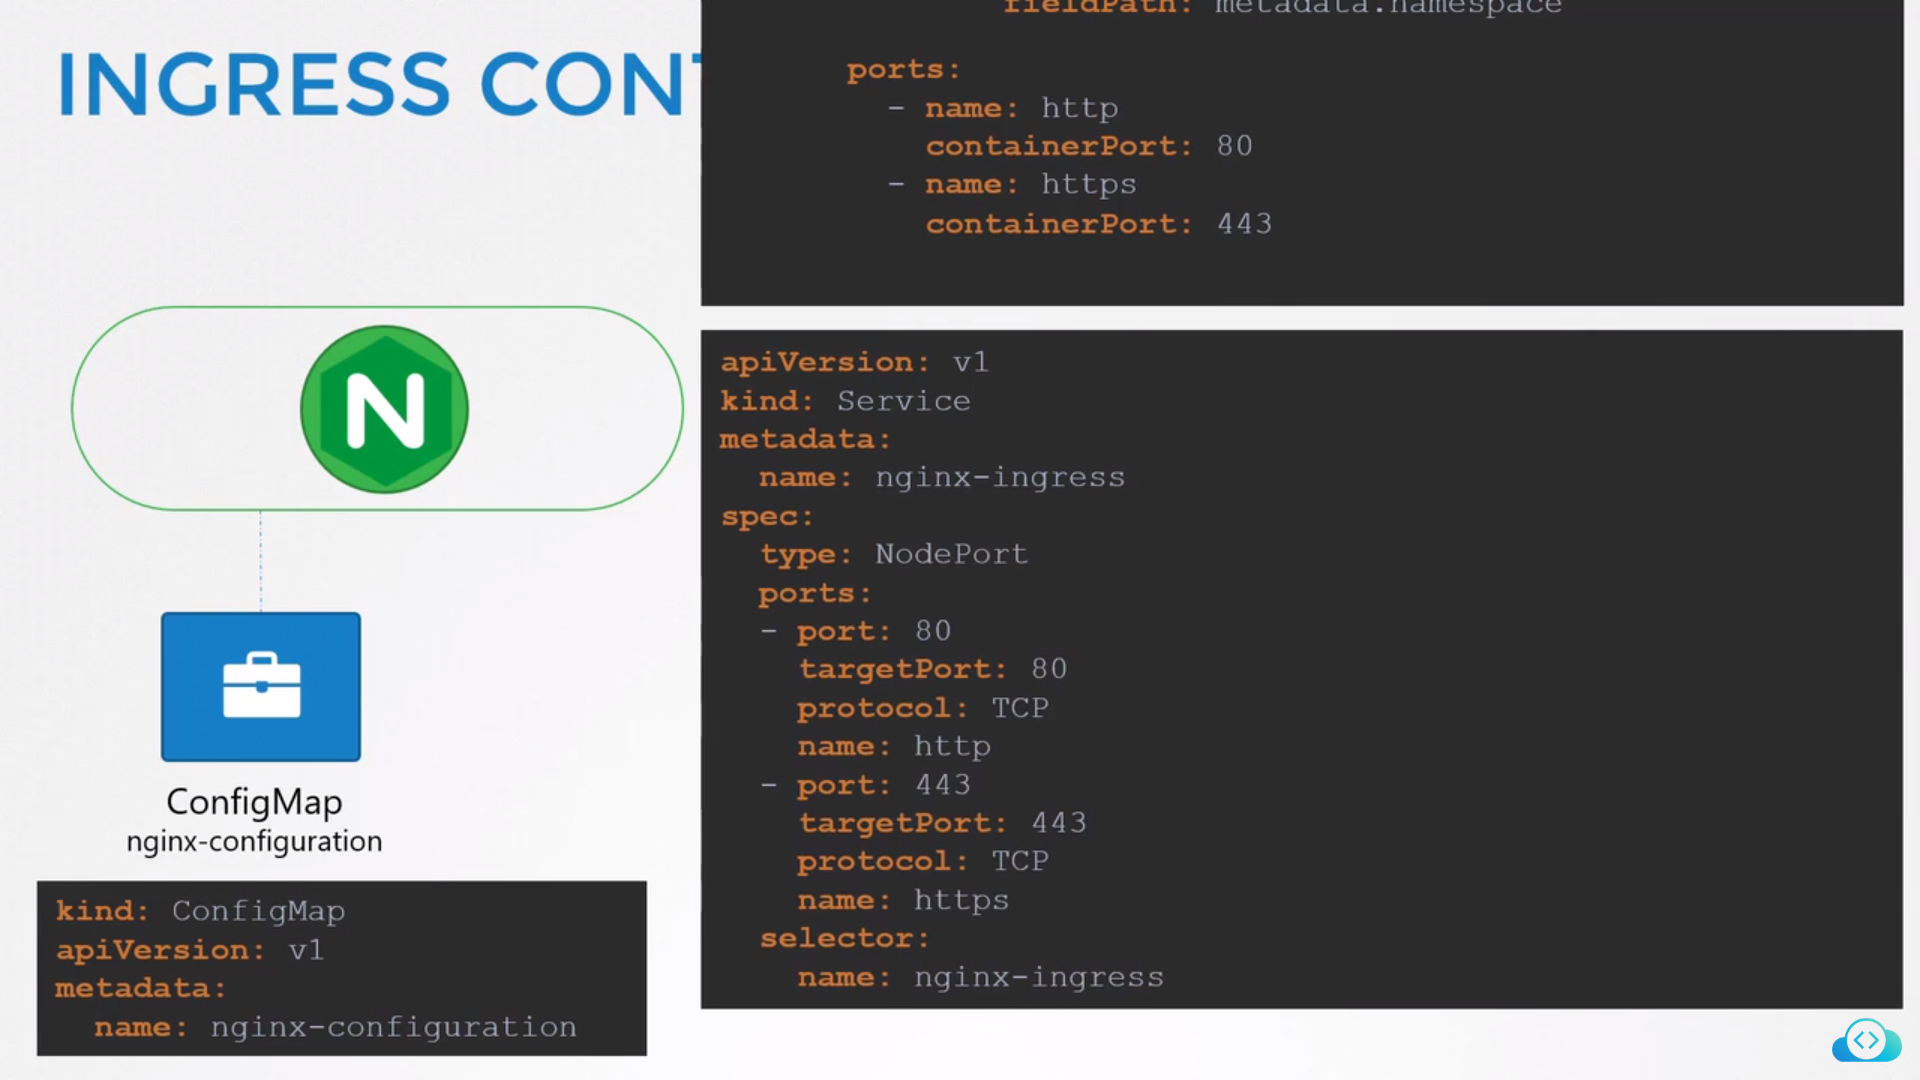 INGRESS CONT
fieldPath: metadata.namespace
ports:
- name: http
containerPort: 80
- name: https
containerPort: 443
N
apiVersion: v1
kind: Service
metadata:
name: nginx-ingress
spec:
type: NodePort
ports:
- port: 80
targetPort: 80
protocol: TCP
name: http
- port: 443
targetPort: 443
protocol: TCP
name: https
selector:
name: nginx-ingress
ConfigMap
nginx-configuration
kind: ConfigMap
apiVersion: v1
metadata:
name: nginx-configuration